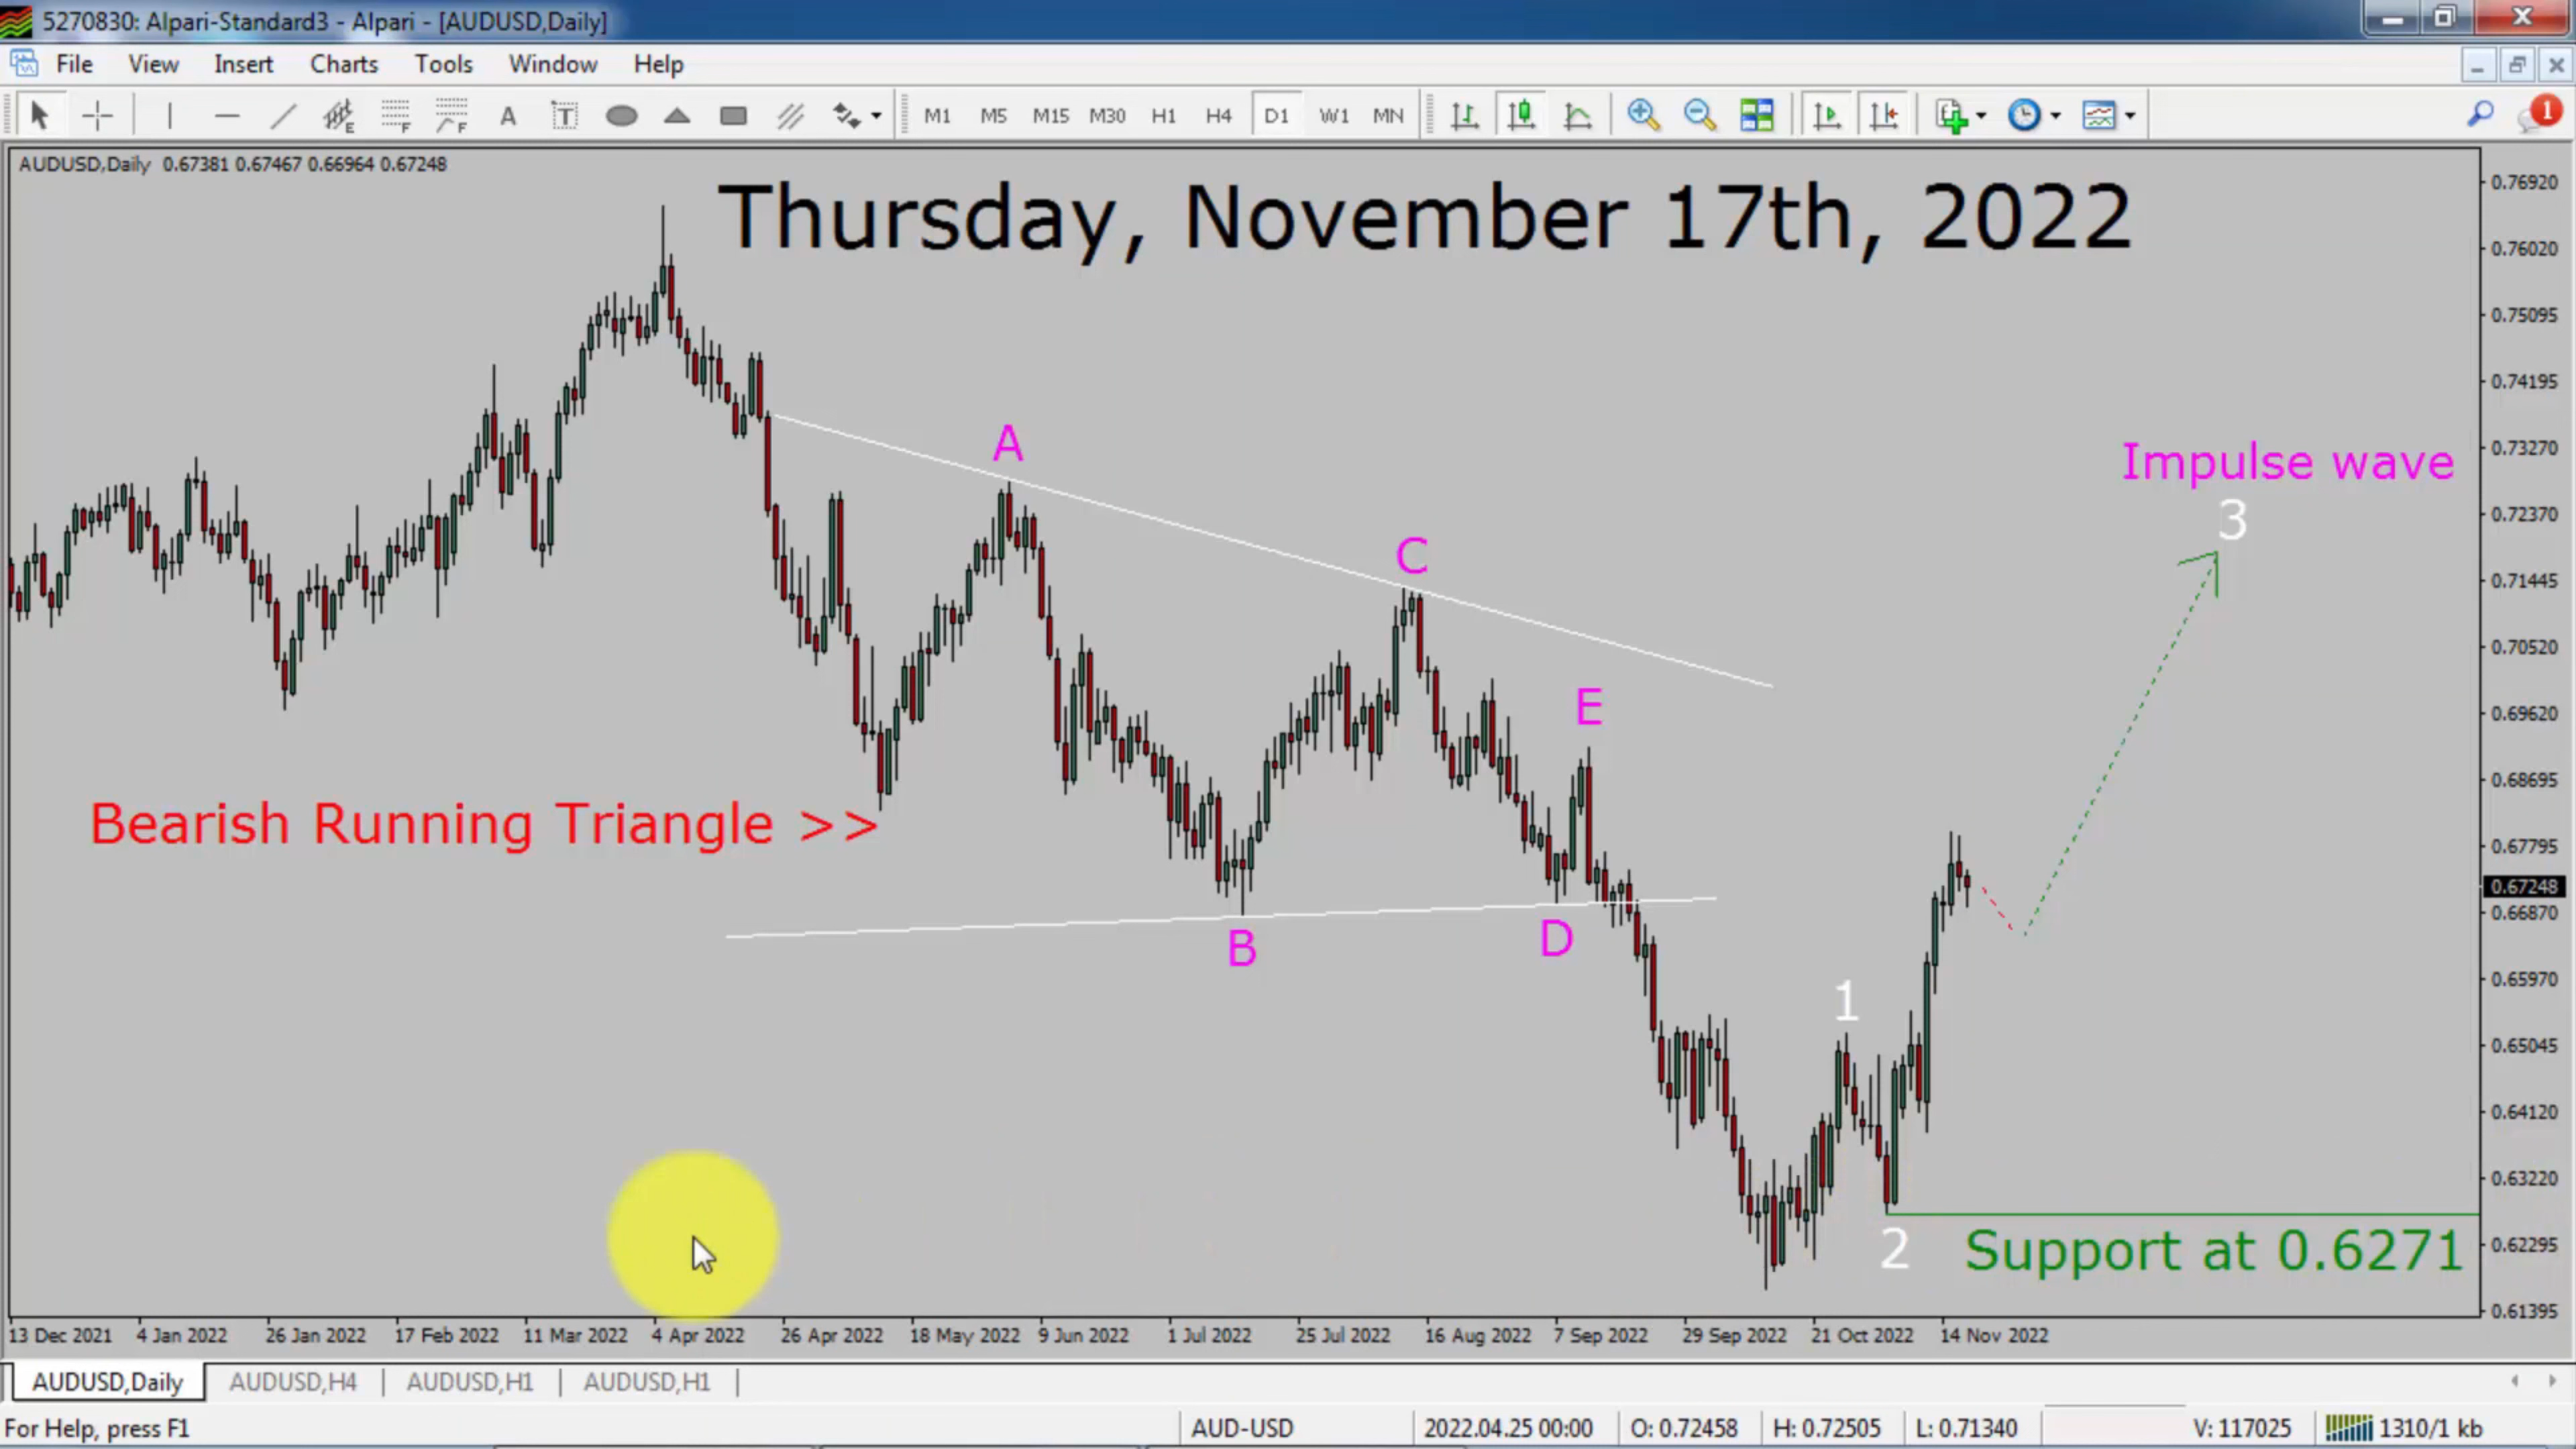 5270830: Alpari-Standard3 - Alpari - [AUDUSD,Daily]
File View Insert Charts Tools Window Help
E F F A T M1 M5 M15 M30 H1 H4 D1 W1 MN 1
AUDUSD,Daily 0.67381 0.67467 0.66964 0.67248
Thursday, November 17th, 2022
0.76920
0.76020
0.75095
0.74195
0.73270
0.72370
0.71445
0.70520
0.69620
0.68695
0.67795
0.67248
0.66870
0.65970
0.65045
0.64120
0.63220
0.62295
0.61395
A
C
E
Impulse wave
3
Bearish Running Triangle >>
B
D
1
2
Support at 0.6271
13 Dec 2021 4 Jan 2022 26 Jan 2022 17 Feb 2022 11 Mar 2022 4 Apr 2022 26 Apr 2022 18 May 2022 9 Jun 2022 1 Jul 2022 25 Jul 2022 16 Aug 2022 7 Sep 2022 29 Sep 2022 21 Oct 2022 14 Nov 2022
AUDUSD,Daily AUDUSD,H4 AUDUSD,H1 AUDUSD,H1
For Help, press F1 AUD-USD 2022.04.25 00:00 O: 0.72458 H: 0.72505 L: 0.71340 V: 117025 1310/1 kb